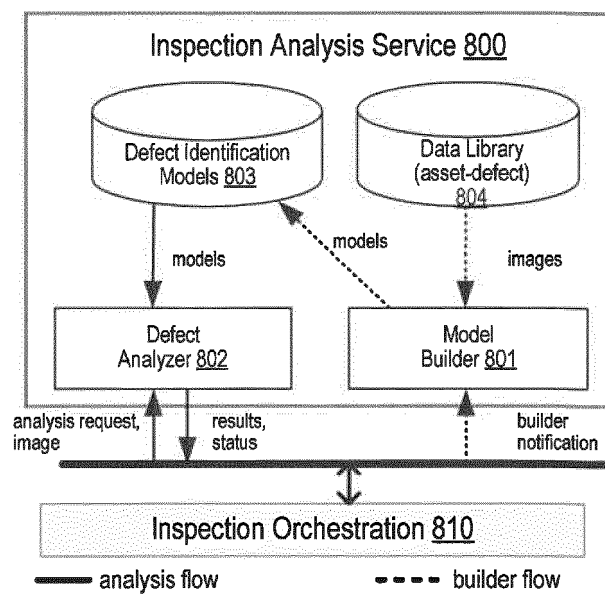 Inspection Analysis Service 800
Defect Identification
Models 803
Data Library
(asset-defect)
804
models
models
images
Defect
Analyzer 802
Model
Builder 801
analysis request,
image
results,
status
builder
notification
Inspection Orchestration 810
analysis flow
builder flow